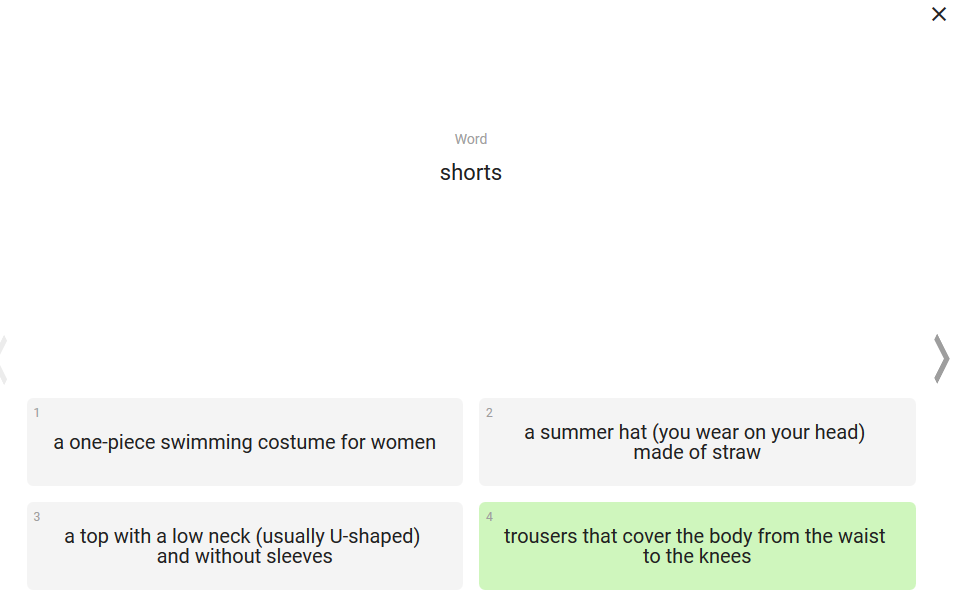 Word
shorts
1
a one-piece swimming costume for women
2
a summer hat (you wear on your head)
made of straw
3
a top with a low neck (usually U-shaped)
and without sleeves
4
trousers that cover the body from the waist
to the knees